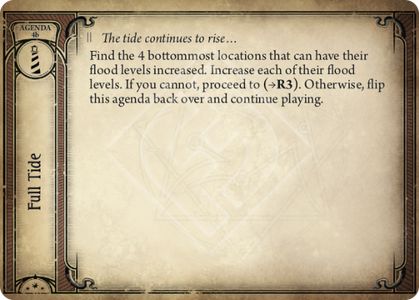 AGENDA
4b
Full Tide
The tide continues to rise…
Find the 4 bottommost locations that can have their
flood levels increased. Increase each of their flood
levels. If you cannot, proceed to (→R3). Otherwise, flip
this agenda back over and continue playing.